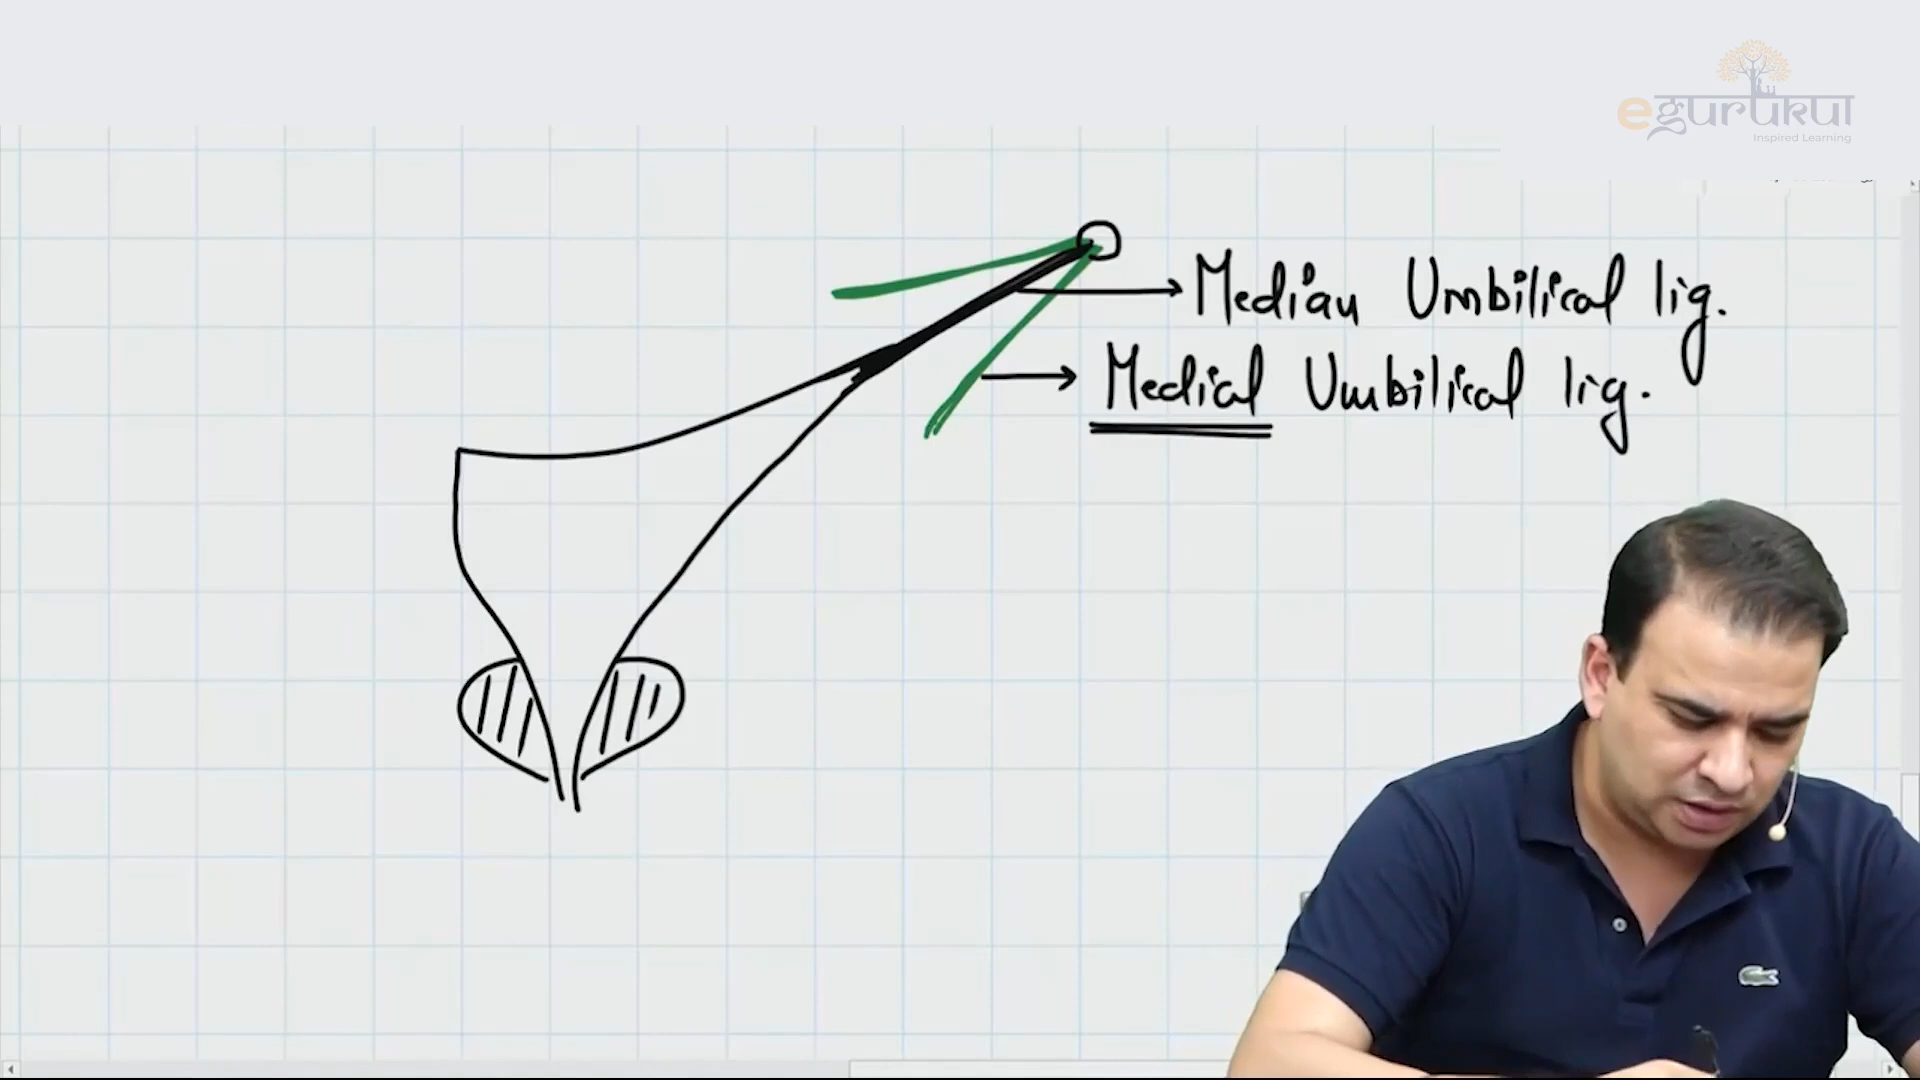 egurukul
Inspired Learning
Median Umbilical lig.
Medial Umbilical lig.